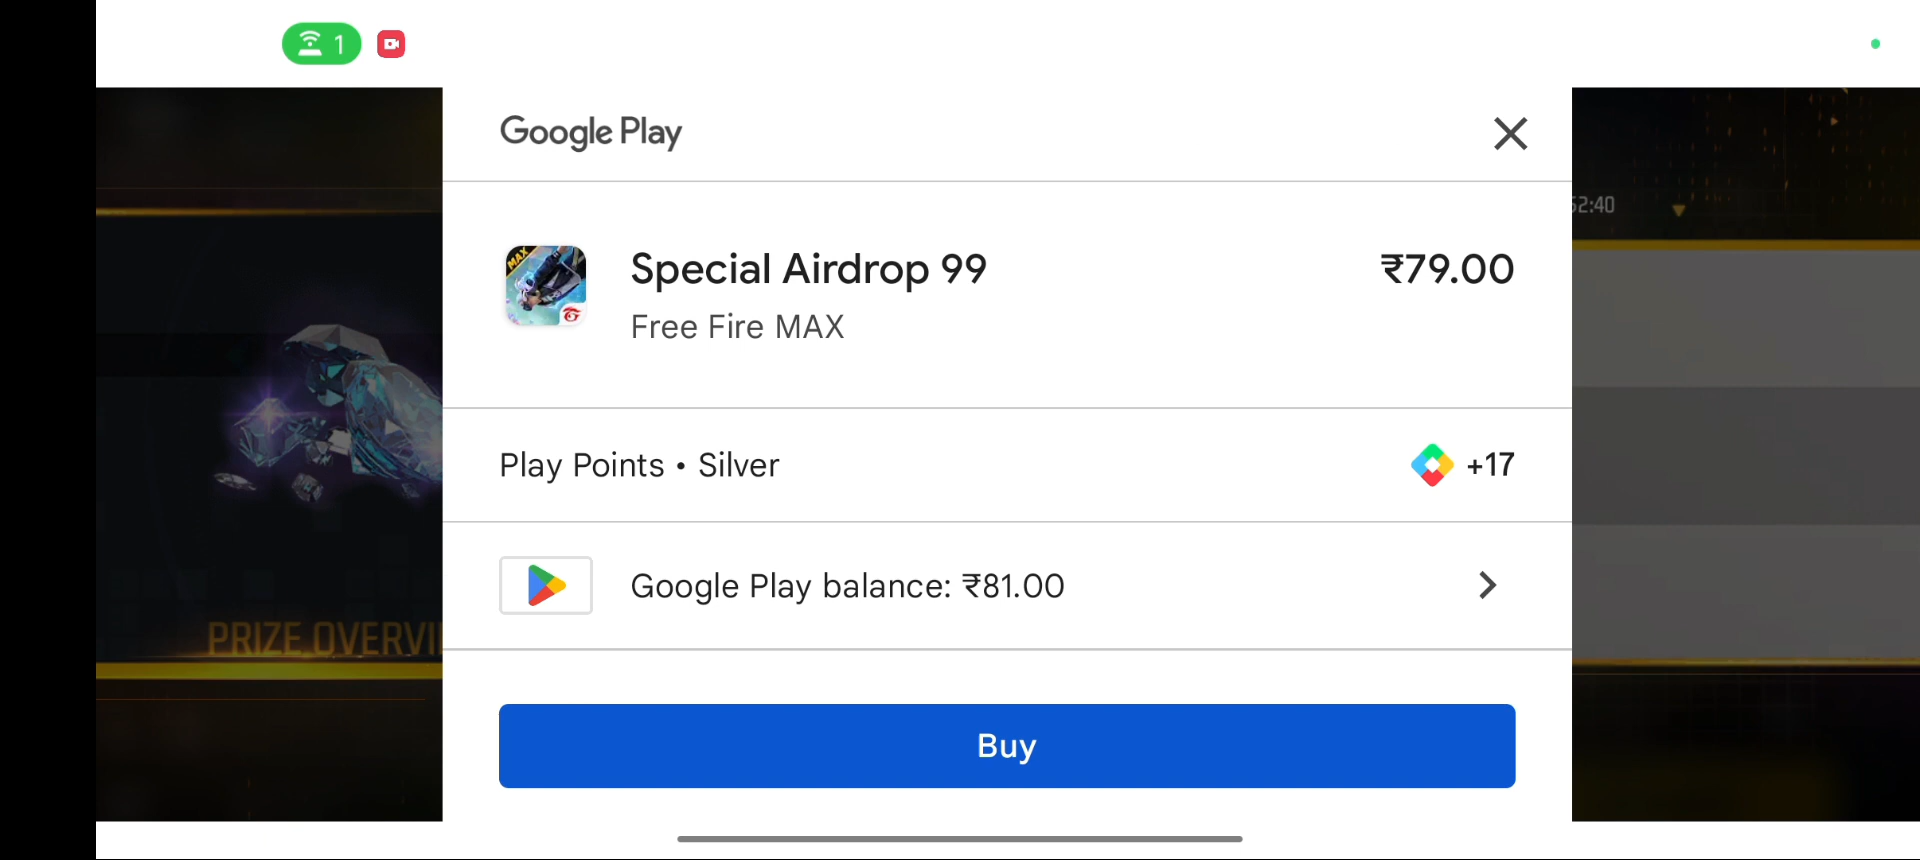 1
Google Play
52:40
MAX
Special Airdrop 99
₹79.00
Free Fire MAX
Play Points • Silver
+17
Google Play balance: ₹81.00
PRIZE OVERVI
Buy